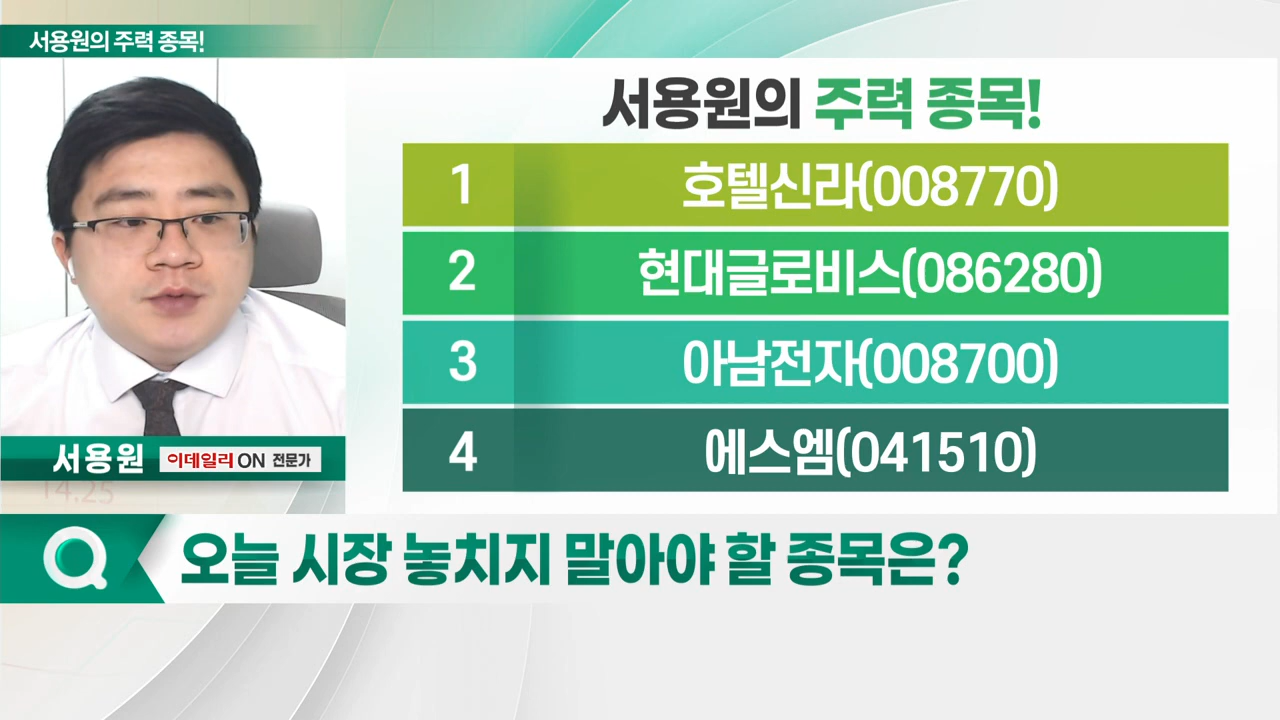 서용원의 주력 종목!
서용원의 주력 종목!
1 호텔신라(008770)
2 현대글로비스(086280)
3 아남전자(008700)
4 에스엠(041510)
서용원 이데일리 ON 전문가
14.25
Q 오늘 시장 놓치지 말아야 할 종목은?